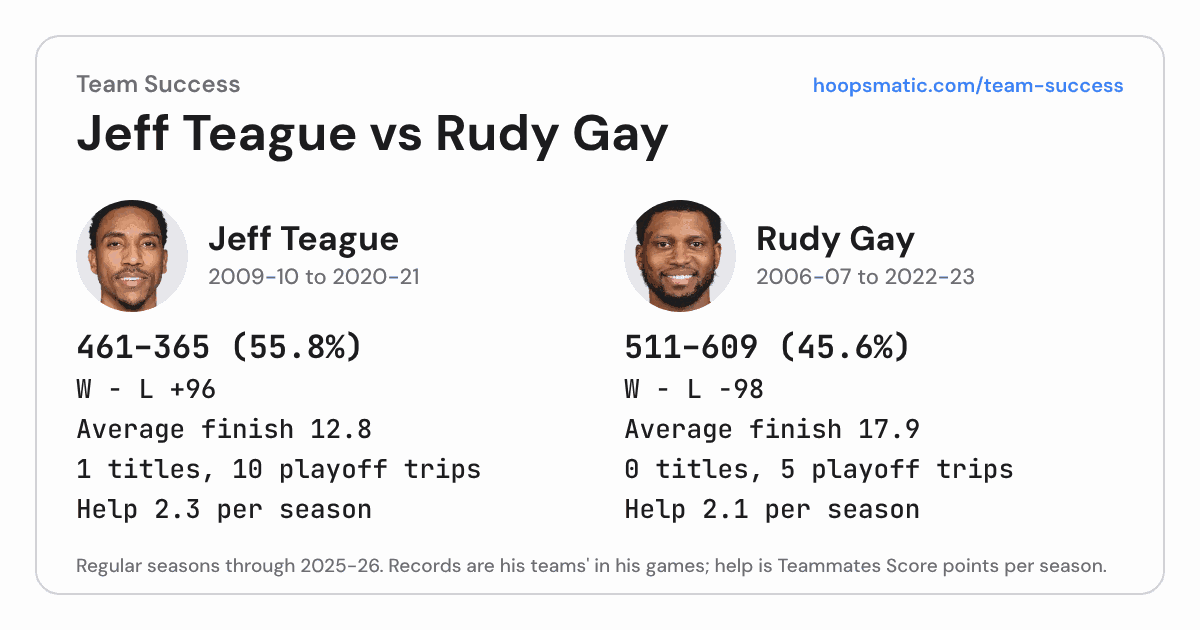 Team Success
hoopsmatic.com/team-success
Jeff Teague vs Rudy Gay
Jeff Teague
2009-10 to 2020-21
461-365 (55.8%)
W - L +96
Average finish 12.8
1 titles, 10 playoff trips
Help 2.3 per season
Rudy Gay
2006-07 to 2022-23
511-609 (45.6%)
W - L -98
Average finish 17.9
0 titles, 5 playoff trips
Help 2.1 per season
Regular seasons through 2025-26. Records are his teams' in his games; help is Teammates Score points per season.